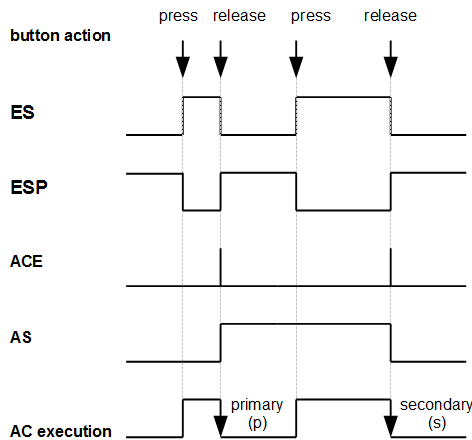 press release press release
button action
ES
ESP
ACE
AS
primary
(p)
secondary
(s)
AC execution